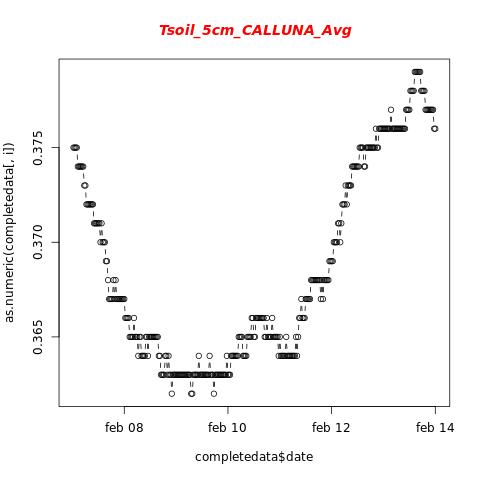 Tsoil_5cm_CALLUNA_Avg
as.numeric(completedata[, i])
0.375
0.370
0.365
feb 08
feb 10
feb 12
feb 14
completedata$date